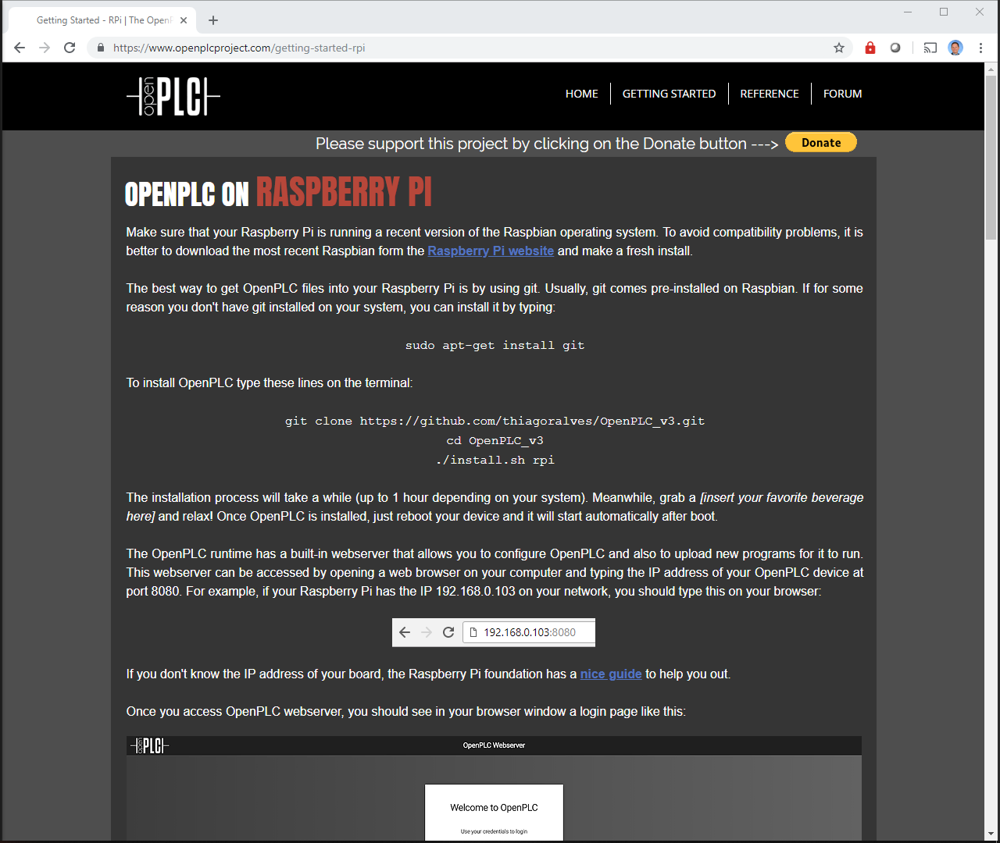 Getting Started - RPi | The OpenP
https://www.openplcproject.com/getting-started-rpi
open PLC
HOME
GETTING STARTED
REFERENCE
FORUM
Please support this project by clicking on the Donate button --->
Donate
OPENPLC ON RASPBERRY PI
Make sure that your Raspberry Pi is running a recent version of the Raspbian operating system. To avoid compatibility problems, it is
better to download the most recent Raspbian form the Raspberry Pi website and make a fresh install.
The best way to get OpenPLC files into your Raspberry Pi is by using git. Usually, git comes pre-installed on Raspbian. If for some
reason you don't have git installed on your system, you can install it by typing:
sudo apt-get install git
To install OpenPLC type these lines on the terminal:
git clone https://github.com/thiagoralves/OpenPLC_v3.git
cd OpenPLC_v3
./install.sh rpi
The installation process will take a while (up to 1 hour depending on your system). Meanwhile, grab a [insert your favorite beverage
here] and relax! Once OpenPLC is installed, just reboot your device and it will start automatically after boot.
The OpenPLC runtime has a built-in webserver that allows you to configure OpenPLC and also to upload new programs for it to run.
This webserver can be accessed by opening a web browser on your computer and typing the IP address of your OpenPLC device at
port 8080. For example, if your Raspberry Pi has the IP 192.168.0.103 on your network, you should type this on your browser:
192.168.0.103:8080
If you don't know the IP address of your board, the Raspberry Pi foundation has a nice guide to help you out.
Once you access OpenPLC webserver, you should see in your browser window a login page like this:
open PLC
OpenPLC Webserver
Welcome to OpenPLC
Use your credentials to login